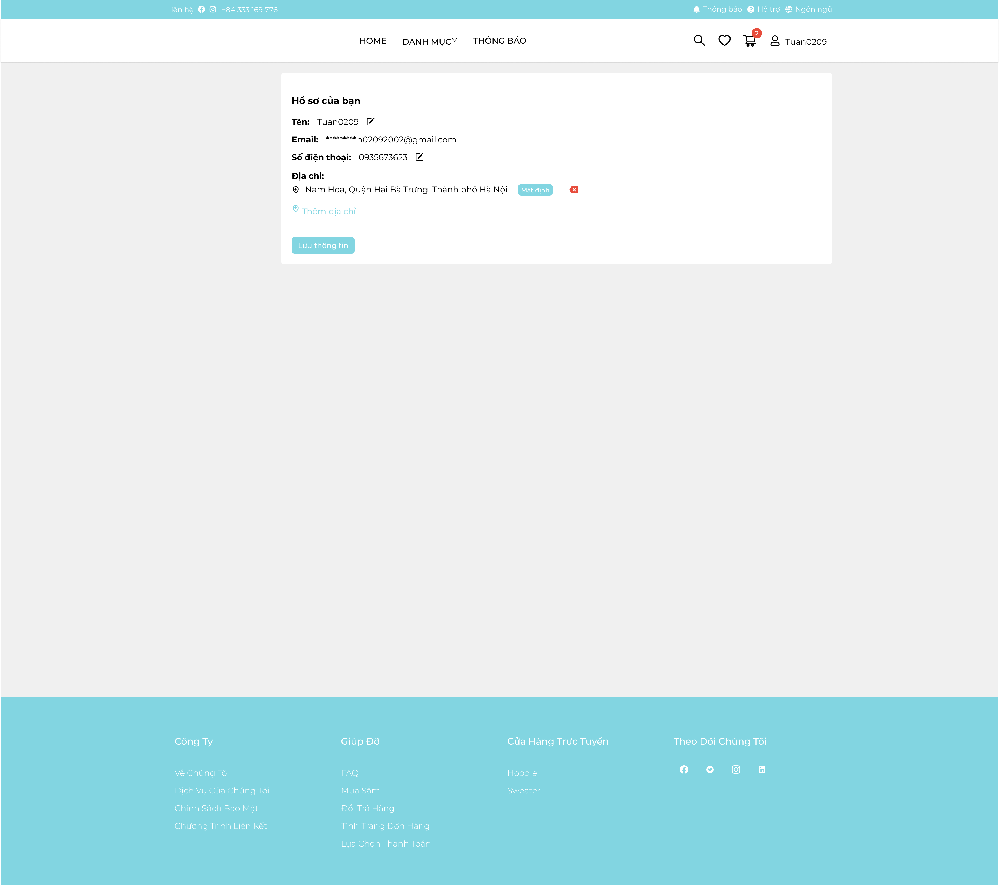 Liên hệ +84 333 169 776 Thông báo Hỗ trợ Ngôn ngữ
HOME DANH MỤC THÔNG BÁO 2 Tuan0209
Hồ sơ của bạn
Tên: Tuan0209
Email: *********n02092002@gmail.com
Số điện thoại: 0935673623
Địa chỉ:
Nam Hoa, Quận Hai Bà Trưng, Thành phố Hà Nội Mặt định
Thêm địa chỉ
Lưu thông tin
Công Ty
Về Chúng Tôi
Dịch Vụ Của Chúng Tôi
Chính Sách Bảo Mật
Chương Trình Liên Kết
Giúp Đỡ
FAQ
Mua Sắm
Đổi Trả Hàng
Tình Trạng Đơn Hàng
Lựa Chọn Thanh Toán
Cửa Hàng Trực Tuyến
Hoodie
Sweater
Theo Dõi Chúng Tôi